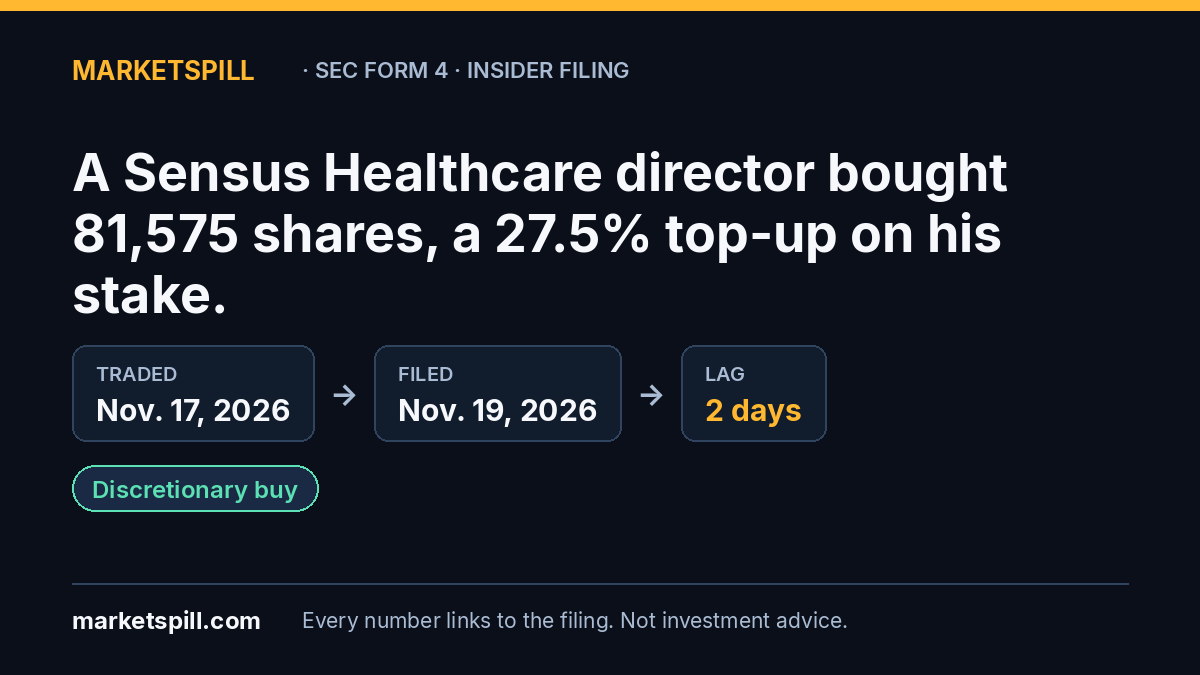 MARKETSPILL · SEC FORM 4 · INSIDER FILING
A Sensus Healthcare director bought
81,575 shares, a 27.5% top-up on his
stake.
TRADED → FILED → LAG
Nov. 17, 2026 Nov. 19, 2026 2 days
Discretionary buy
marketspill.com Every number links to the filing. Not investment advice.